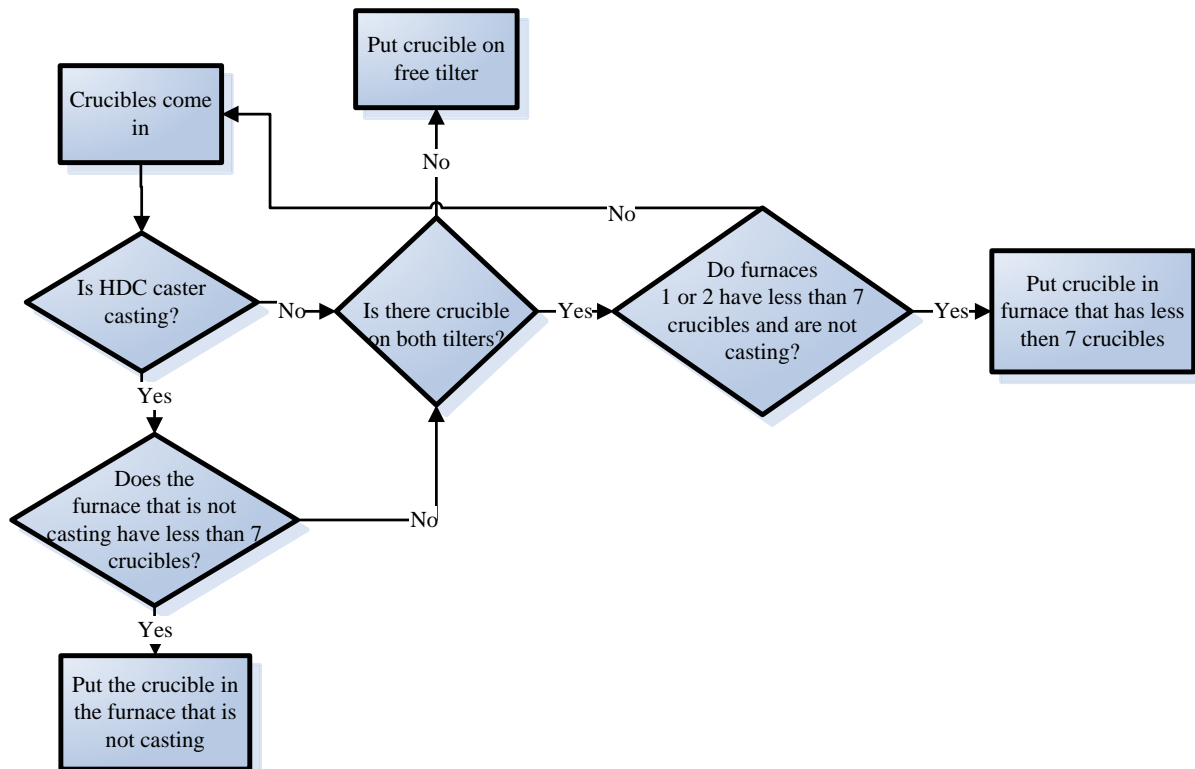 Put crucible on
free tilter
Crucibles come
in
No
No
Is HDC caster
casting?
No
Is there crucible
on both tilters?
Yes
Do furnaces
1 or 2 have less than 7
crucibles and are not
casting?
Yes
Put crucible in
furnace that has less
then 7 crucibles
Yes
Does the
furnace that is not
casting have less than 7
crucibles?
No
Yes
Put the crucible in
the furnace that is
not casting